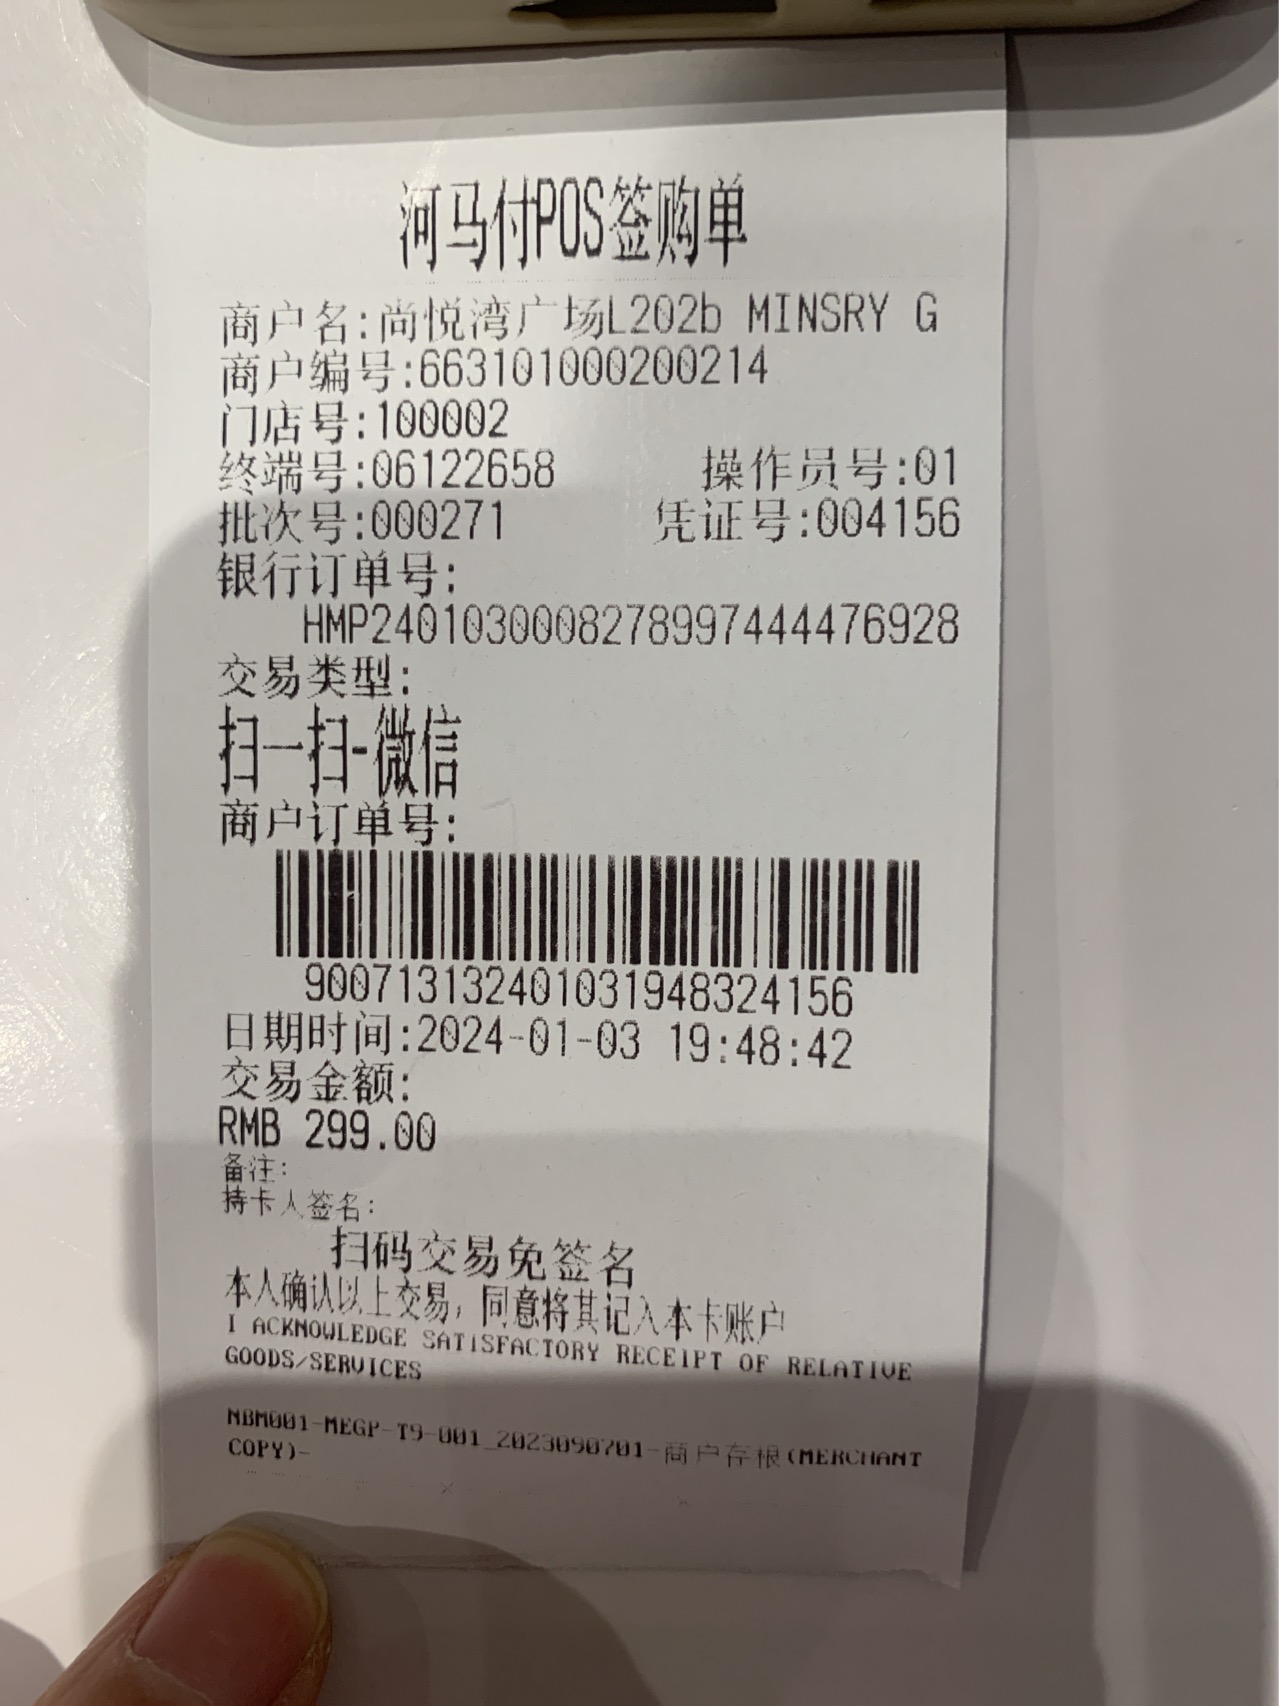 河马付POS签购单
商户名:尚悦湾广场L202b MINSRY G
商户编号:663101000200214
门店号:100002
终端号:06122658 操作员号:01
批次号:000271 凭证号:004156
银行订单号:
HMP240103000827899744447​6928
交易类型:
扫一扫-微信
商户订单号:
9007131324010319483​24156
日期时间:2024-01-03 19:48:42
交易金额:
RMB 299.00
备注:
持卡人签名:
扫码交易免签名
本人确认以上交易，同意将其记入本卡账户
I ACKNOWLEDGE SATISFACTORY RECEIPT OF RELATIVE
GOODS/SERVICES
NBM001-MEGP-T9-001_2023090701-商户存根(MERCHANT
COPY)-